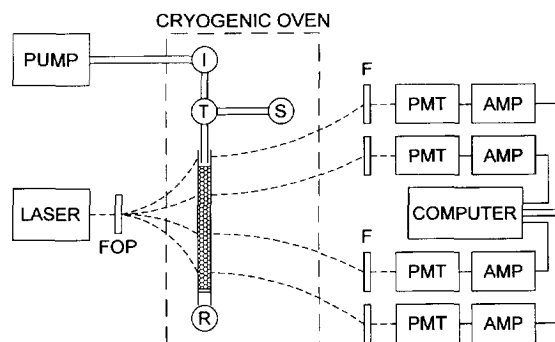 CRYOGENIC OVEN
PUMP
I
F
T
S
PMT
AMP
PMT
AMP
LASER
FOP
COMPUTER
F
PMT
AMP
R
PMT
AMP